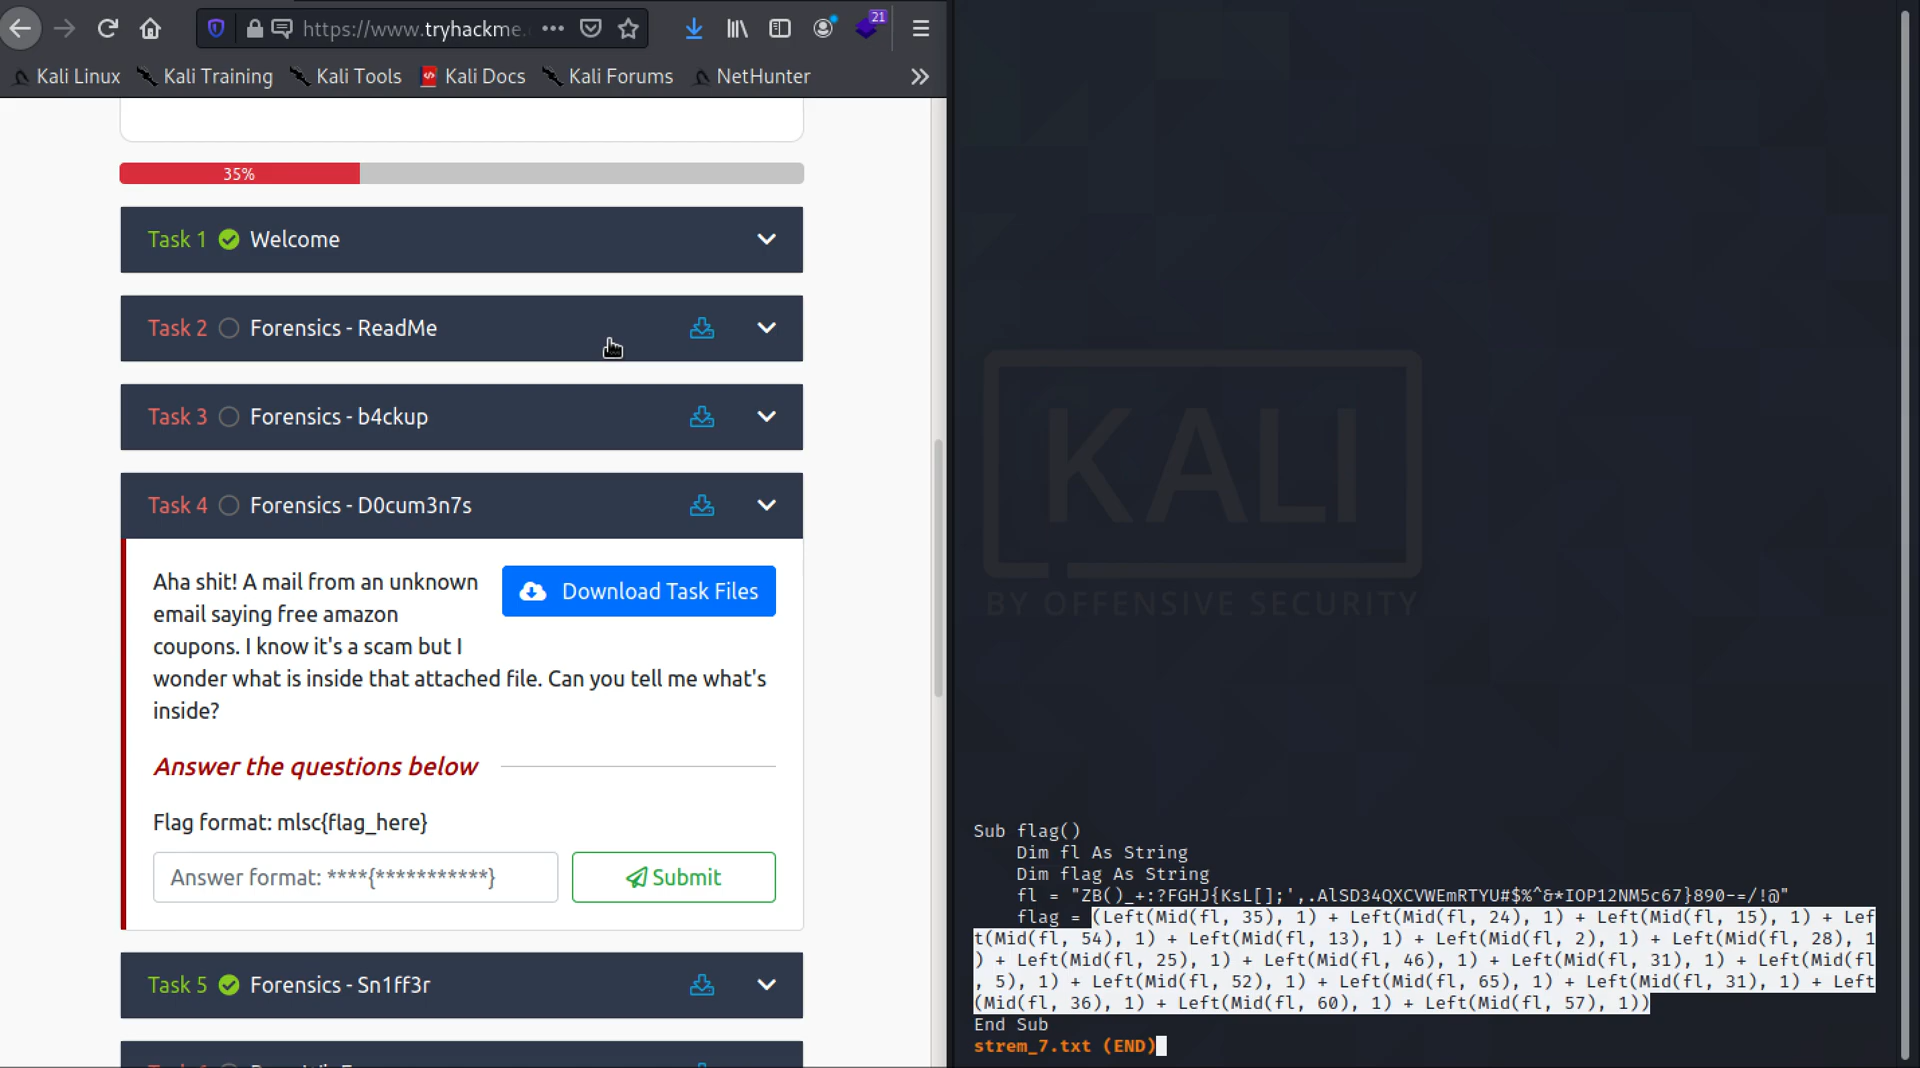 21
https://www.tryhackme.
Kali Linux
Kali Training
Kali Tools
Kali Docs
Kali Forums
NetHunter
35%
Task 1 Welcome
Task 2 Forensics - ReadMe
Task 3 Forensics - b4ckup
Task 4 Forensics - D0cum3n7s
Aha shit! A mail from an unknown
email saying free amazon
coupons. I know it's a scam but I
wonder what is inside that attached file. Can you tell me what's
inside?
Download Task Files
Answer the questions below
Flag format: mlsc{flag_here}
Answer format: ****{***********}
Submit
Task 5 Forensics - Sn1ff3r
KALI
BY OFFENSIVE SECURITY
Sub flag()
Dim fl As String
Dim flag As String
fl = "ZB()_+:?FGHJ{KsL[];',.AlSD34QXCVWEmRTYU#$%^&*IOP12NM5c67}890-=/!@"
flag = (Left(Mid(fl, 35), 1) + Left(Mid(fl, 24), 1) + Left(Mid(fl, 15), 1) + Lef
t(Mid(fl, 54), 1) + Left(Mid(fl, 13), 1) + Left(Mid(fl, 2), 1) + Left(Mid(fl, 28), 1
) + Left(Mid(fl, 25), 1) + Left(Mid(fl, 46), 1) + Left(Mid(fl, 31), 1) + Left(Mid(fl
, 5), 1) + Left(Mid(fl, 52), 1) + Left(Mid(fl, 65), 1) + Left(Mid(fl, 31), 1) + Left
(Mid(fl, 36), 1) + Left(Mid(fl, 60), 1) + Left(Mid(fl, 57), 1))
End Sub
strem_7.txt (END)